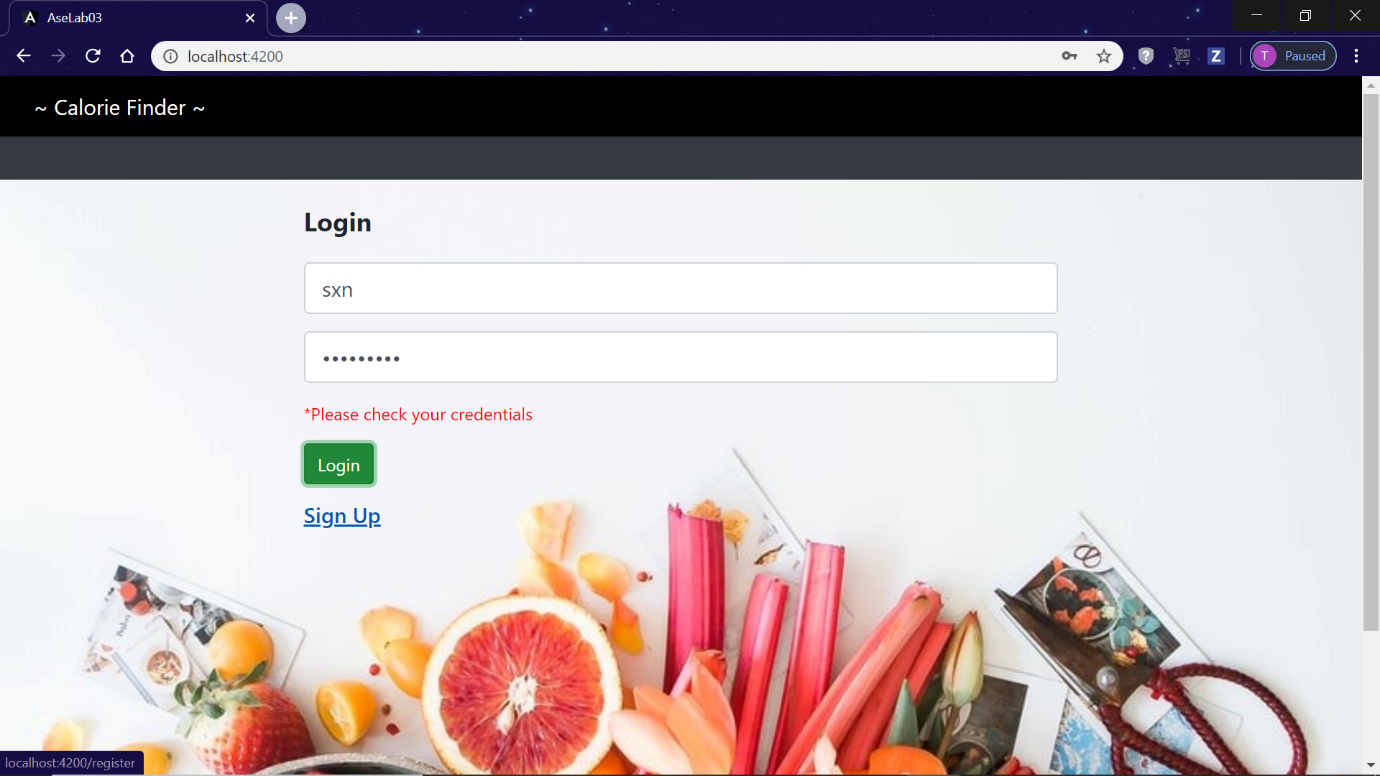 AseLab03
localhost:4200
Z
T Paused
~ Calorie Finder ~
Login
sxn
•••••••••
*Please check your credentials
Login
Sign Up
localhost:4200/register